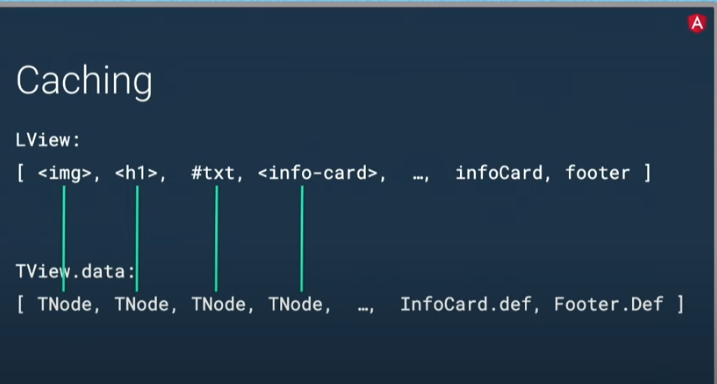 A
Caching
LView:
[ <img>, <h1>, #txt, <info-card>, …, infoCard, footer ]
TView.data:
[ TNode, TNode, TNode, TNode, …, InfoCard.def, Footer.Def ]